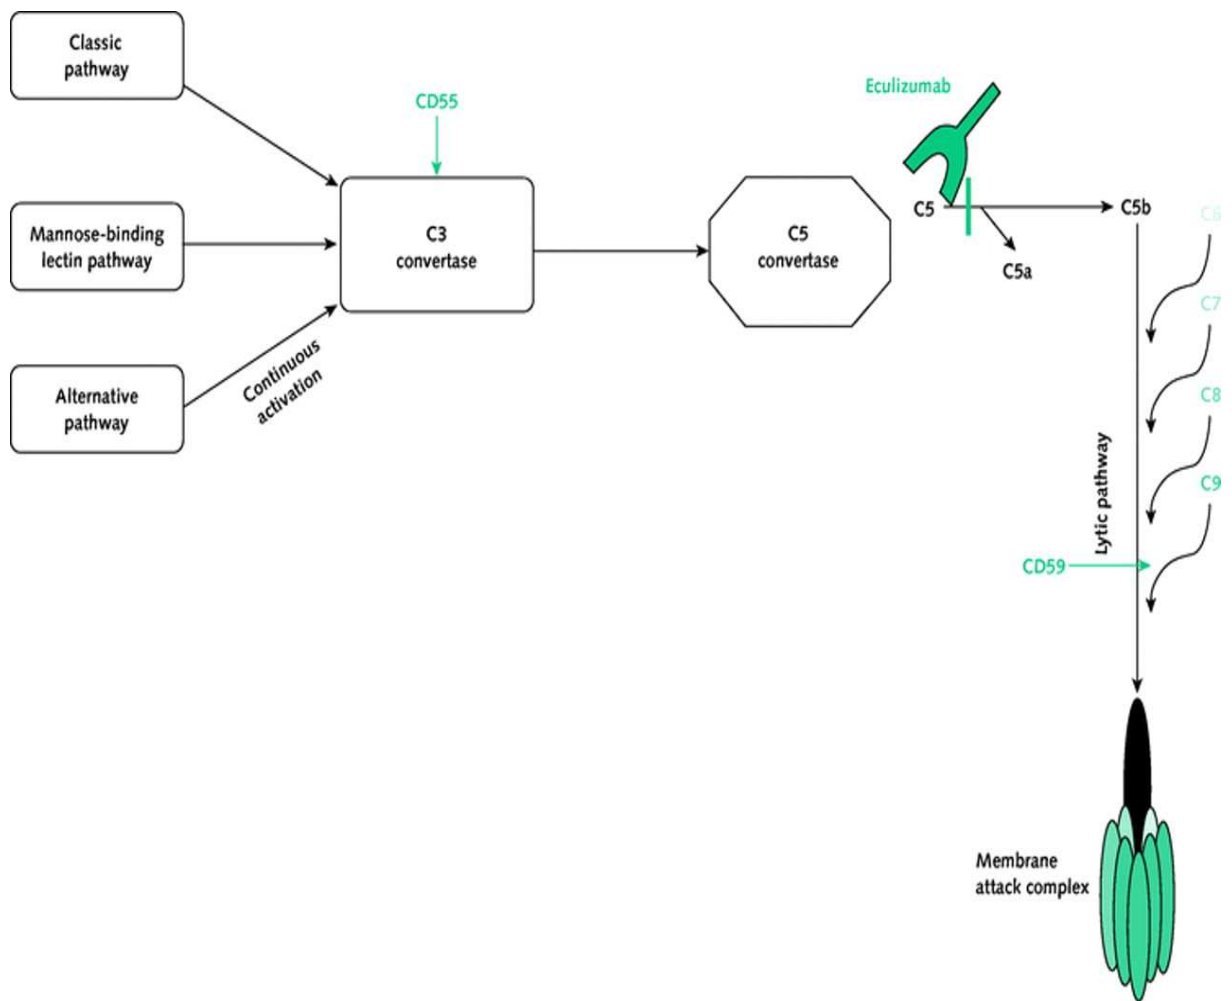 Classic
pathway
CD55
Eculizumab
Mannose-binding
lectin pathway
C3
convertase
C5
convertase
C5
C5b
C6
C5a
C7
Continuous
activation
Alternative
pathway
C8
C9
Lytic pathway
CD59
Membrane
attack complex